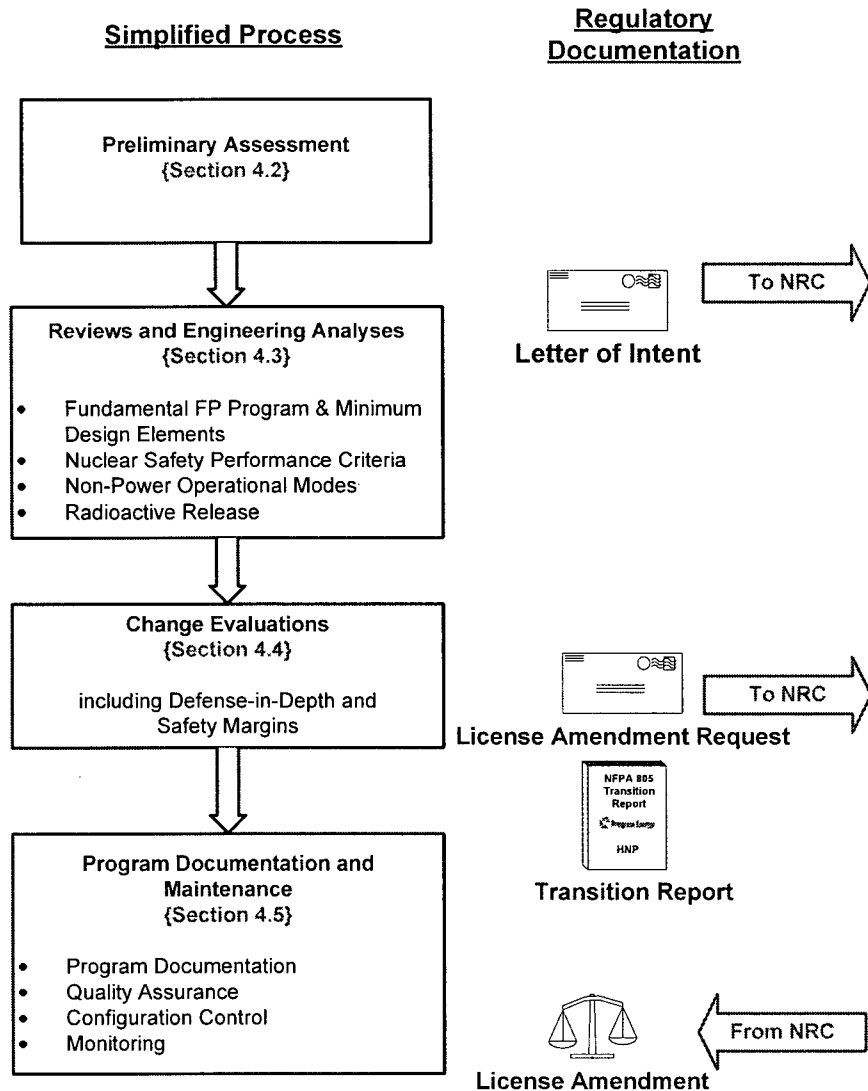 Simplified Process
Regulatory
Documentation
Preliminary Assessment
{Section 4.2}
To NRC
Letter of Intent
Reviews and Engineering Analyses
{Section 4.3}
• Fundamental FP Program & Minimum
Design Elements
• Nuclear Safety Performance Criteria
• Non-Power Operational Modes
• Radioactive Release
Change Evaluations
{Section 4.4}
including Defense-in-Depth and
Safety Margins
To NRC
License Amendment Request
NFPA 805
Transition
Report
Progress Energy
HNP
Transition Report
Program Documentation and
Maintenance
{Section 4.5}
• Program Documentation
• Quality Assurance
• Configuration Control
• Monitoring
From NRC
License Amendment